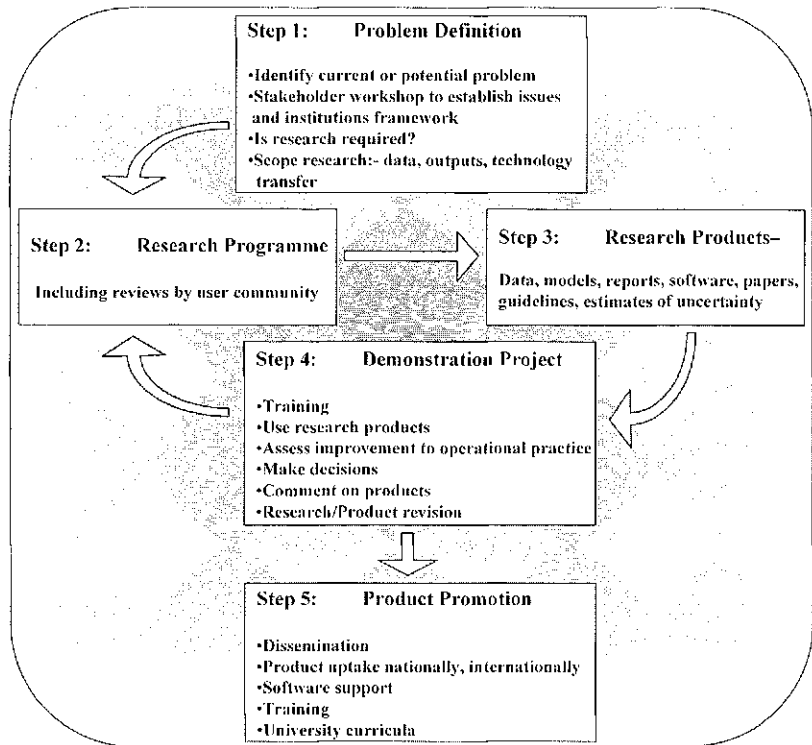 Step 1: Problem Definition
•Identify current or potential problem
•Stakeholder workshop to establish issues
and institutions framework
•Is research required?
•Scope research:- data, outputs, technology
transfer
Step 2: Research Programme
Including reviews by user community
Step 3: Research Products–
Data, models, reports, software, papers,
guidelines, estimates of uncertainty
Step 4: Demonstration Project
•Training
•Use research products
•Assess improvement to operational practice
•Make decisions
•Comment on products
•Research/Product revision
Step 5: Product Promotion
•Dissemination
•Product uptake nationally, internationally
•Software support
•Training
•University curricula